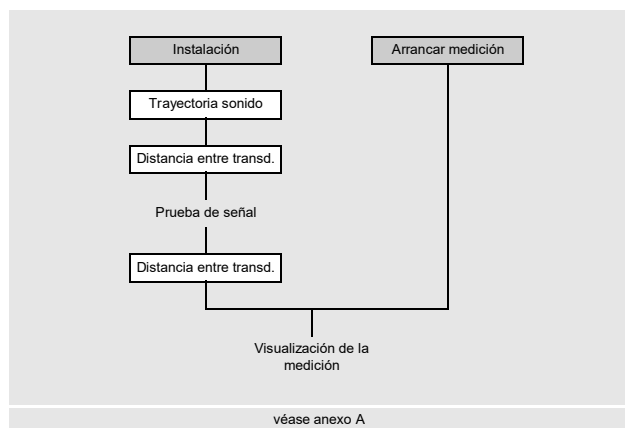 Instalación
Arrancar medición
Trayectoria sonido
Distancia entre transd.
Prueba de señal
Distancia entre transd.
Visualización de la
medición
véase anexo A